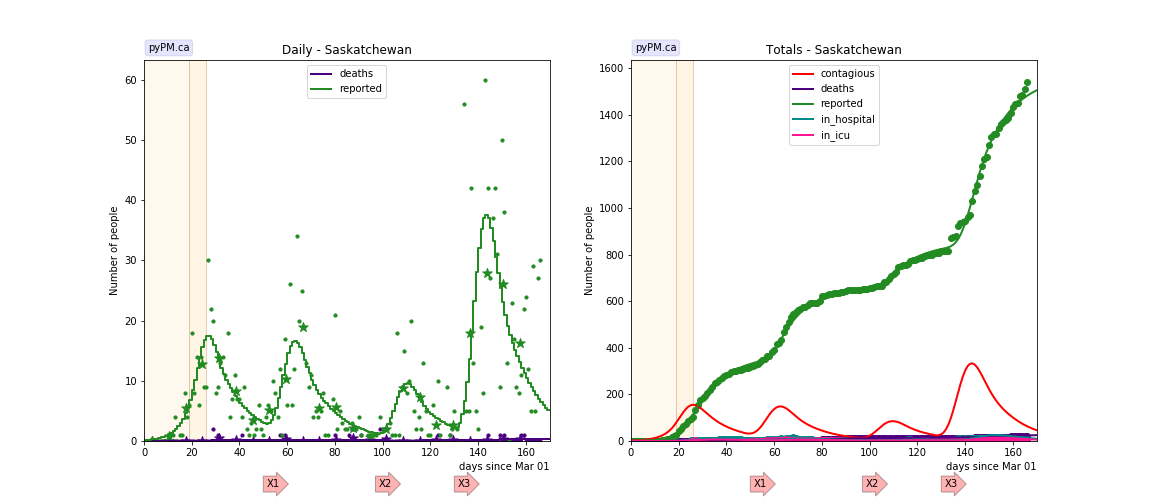 pyPM.ca
Daily - Saskatchewan
deaths
reported
Number of people
60
50
40
30
20
10
0
0 20 40 60 80 100 120 140 160
days since Mar 01
X1 X2 X3
pyPM.ca
Totals - Saskatchewan
contagious
deaths
reported
in_hospital
in_icu
Number of people
1600
1400
1200
1000
800
600
400
200
0
0 20 40 60 80 100 120 140 160
days since Mar 01
X1 X2 X3